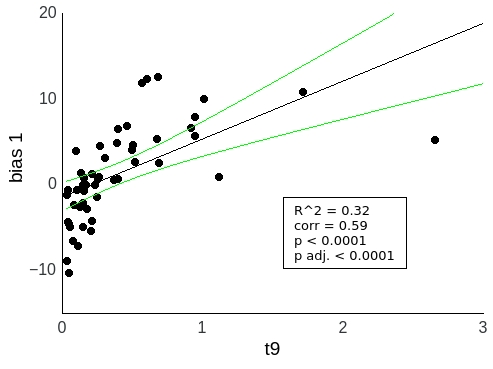 20
10
0
−10
bias 1
R^2 = 0.32
corr = 0.59
p < 0.0001
p adj. < 0.0001
0
1
2
3
t9